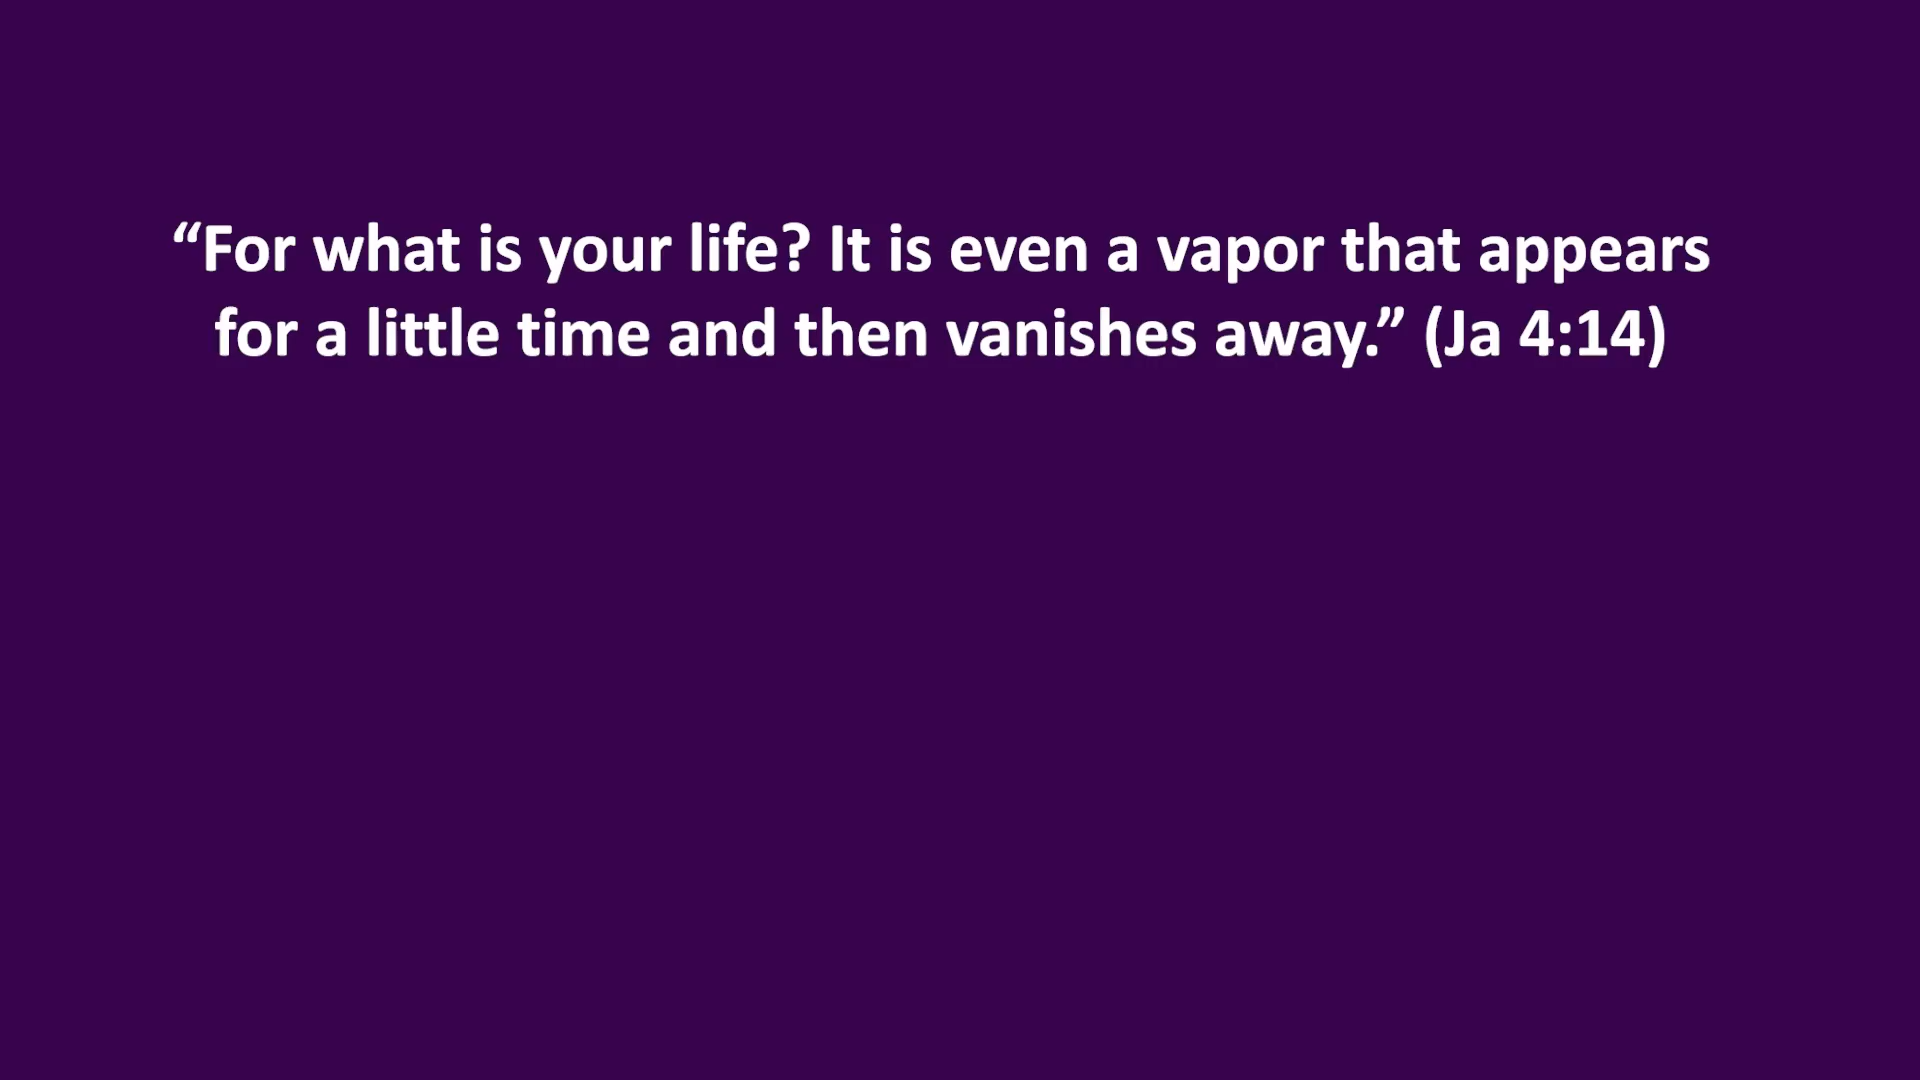 “For what is your life? It is even a vapor that appears
for a little time and then vanishes away.” (Ja 4:14)